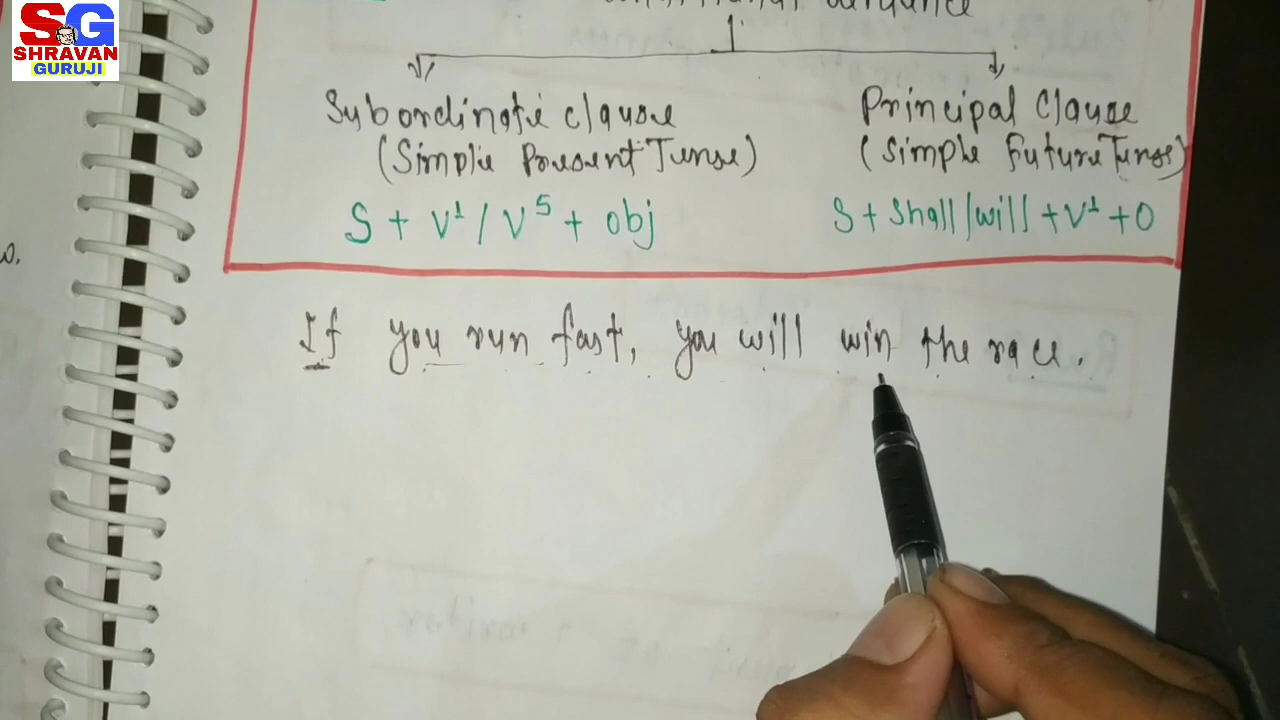 SG
SHRAVAN
GURUJI
Subordinate clause
Principal Clause
(Simple Present Tense)
(Simple Future Tense)
S + V¹ / V⁵ + obj
S + Shall/will + V¹ + O
If you run fast, you will win the race.